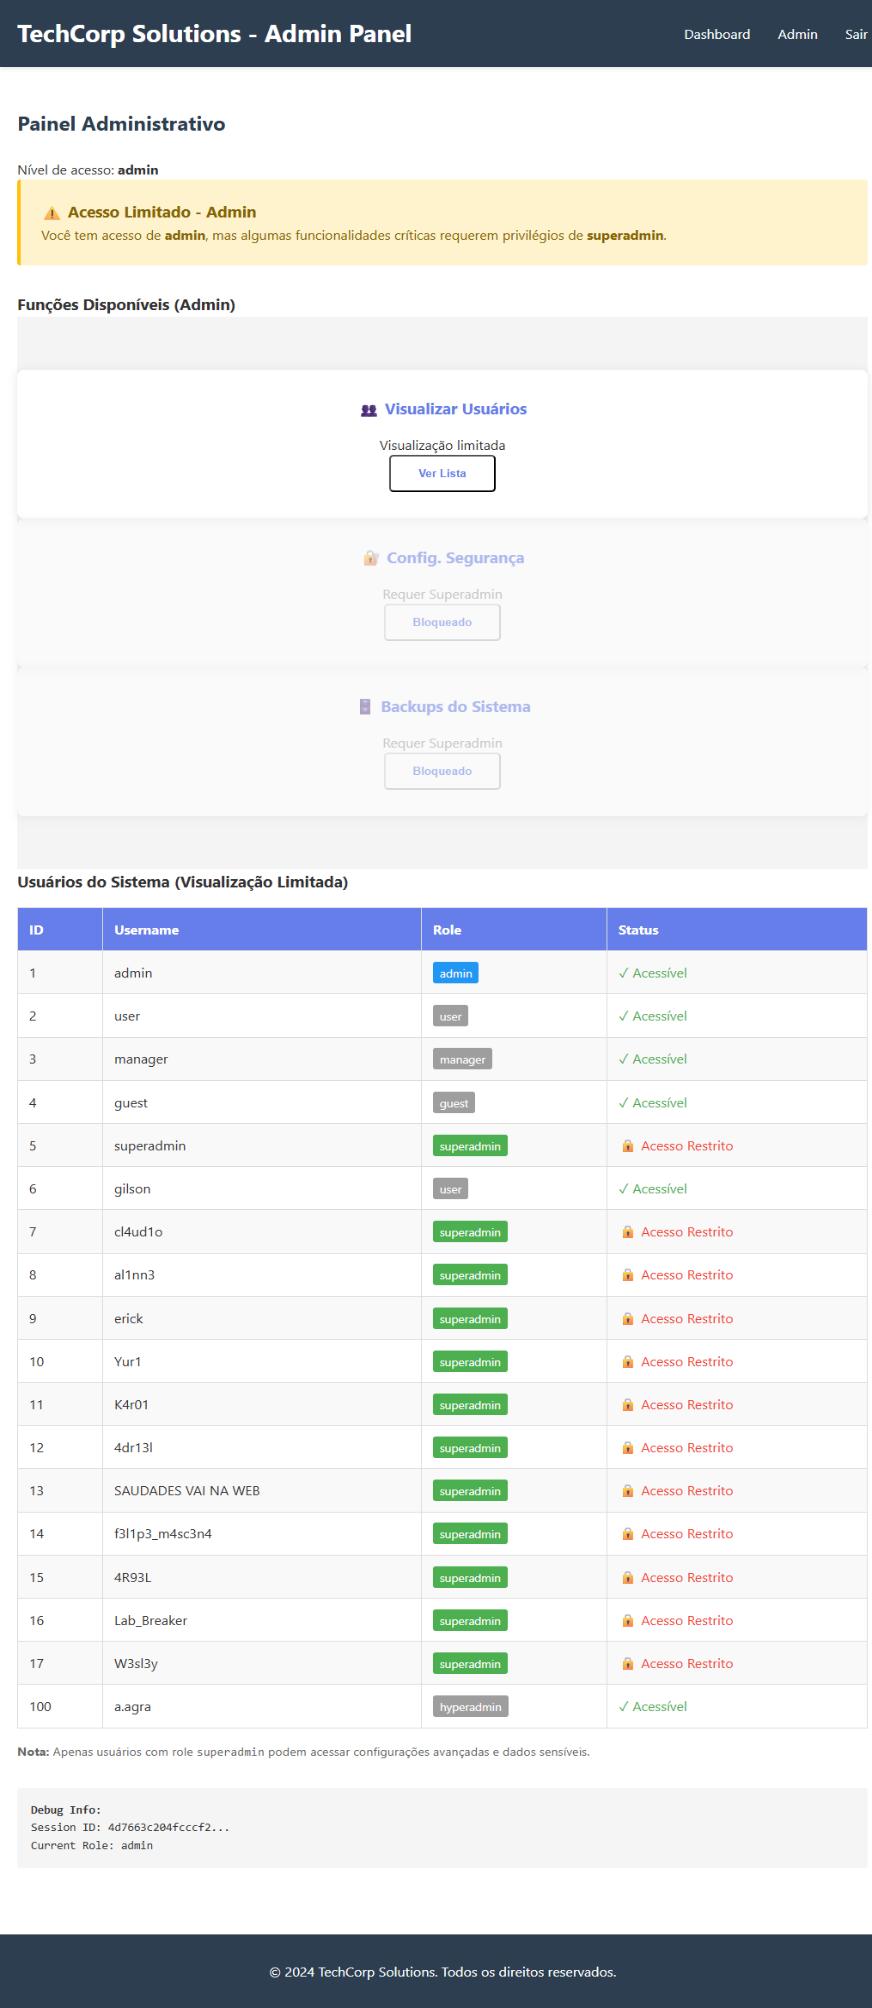 TechCorp Solutions - Admin Panel
Dashboard Admin Sair
Painel Administrativo
Nível de acesso: admin
⚠️ Acesso Limitado - Admin
Você tem acesso de admin, mas algumas funcionalidades críticas requerem privilégios de superadmin.
Funções Disponíveis (Admin)
👥 Visualizar Usuários
Visualização limitada
Ver Lista
🔐 Config. Segurança
Requer Superadmin
Bloqueado
🗄️ Backups do Sistema
Requer Superadmin
Bloqueado
Usuários do Sistema (Visualização Limitada)
ID Username Role Status
1 admin admin ✓ Acessível
2 user user ✓ Acessível
3 manager manager ✓ Acessível
4 guest guest ✓ Acessível
5 superadmin superadmin 🔒 Acesso Restrito
6 gilson user ✓ Acessível
7 cl4ud1o superadmin 🔒 Acesso Restrito
8 al1nn3 superadmin 🔒 Acesso Restrito
9 erick superadmin 🔒 Acesso Restrito
10 Yur1 superadmin 🔒 Acesso Restrito
11 K4r01 superadmin 🔒 Acesso Restrito
12 4dr13l superadmin 🔒 Acesso Restrito
13 SAUDADES VAI NA WEB superadmin 🔒 Acesso Restrito
14 f3l1p3_m4sc3n4 superadmin 🔒 Acesso Restrito
15 4R93L superadmin 🔒 Acesso Restrito
16 Lab_Breaker superadmin 🔒 Acesso Restrito
17 W3sl3y superadmin 🔒 Acesso Restrito
100 a.agra hyperadmin ✓ Acessível
Nota: Apenas usuários com role superadmin podem acessar configurações avançadas e dados sensíveis.
Debug Info:
Session ID: 4d7663c204fcccf2...
Current Role: admin
© 2024 TechCorp Solutions. Todos os direitos reservados.